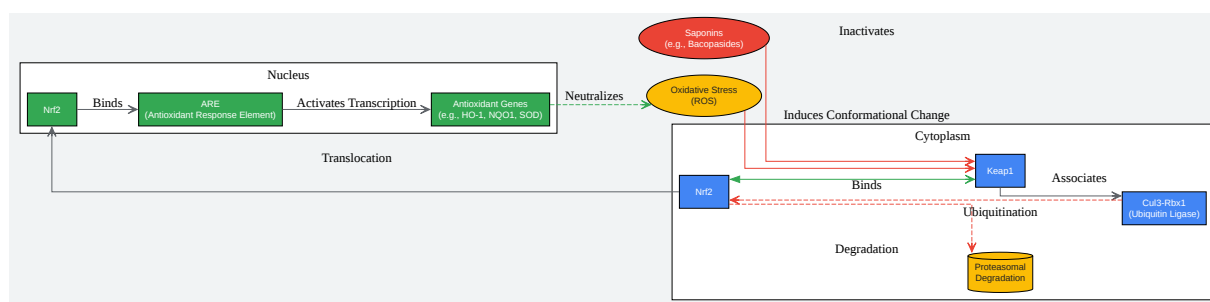 Saponins
(e.g., Bacopasides)
Inactivates
Nucleus
Nrf2
Binds
ARE
(Antioxidant Response Element)
Activates Transcription
Antioxidant Genes
(e.g., HO-1, NQO1, SOD)
Neutralizes
Oxidative Stress
(ROS)
Induces Conformational Change
Cytoplasm
Translocation
Nrf2
Binds
Keap1
Associates
Cul3-Rbx1
(Ubiquitin Ligase)
Ubiquitination
Degradation
Proteasomal
Degradation